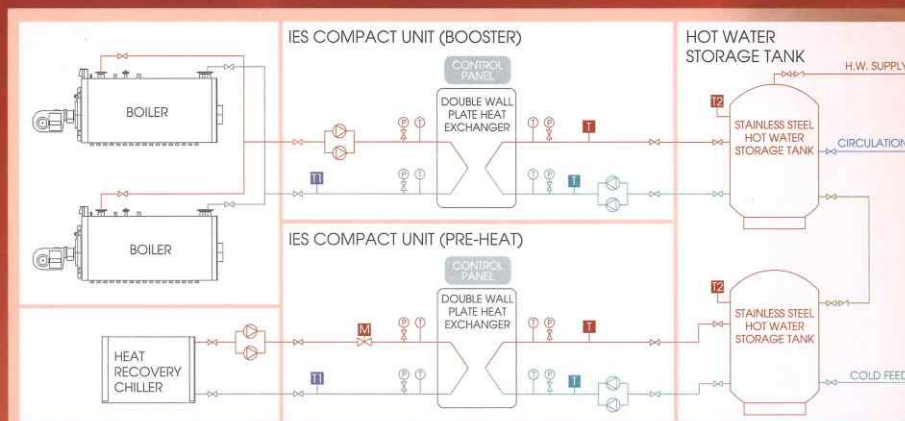 IES COMPACT UNIT (BOOSTER)
HOT WATER
STORAGE TANK
CONTROL
PANEL
H.W. SUPPLY
BOILER
DOUBLE WALL
PLATE HEAT
EXCHANGER
T2
P
T
P
T
T
STAINLESS STEEL
HOT WATER
STORAGE TANK
CIRCULATION
T1
P
T
T
P
T
BOILER
IES COMPACT UNIT (PRE-HEAT)
CONTROL
PANEL
T2
DOUBLE WALL
PLATE HEAT
EXCHANGER
M
P
T
T
P
T
STAINLESS STEEL
HOT WATER
STORAGE TANK
HEAT
RECOVERY
CHILLER
T1
P
T
T
P
T
COLD FEED